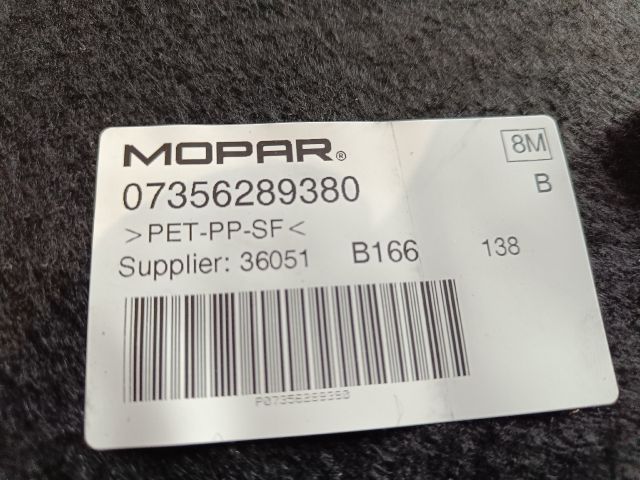 MOPAR®
8M
07356289380
B
>PET-PP-SF<
Supplier: 36051 B166 138
P07356289380